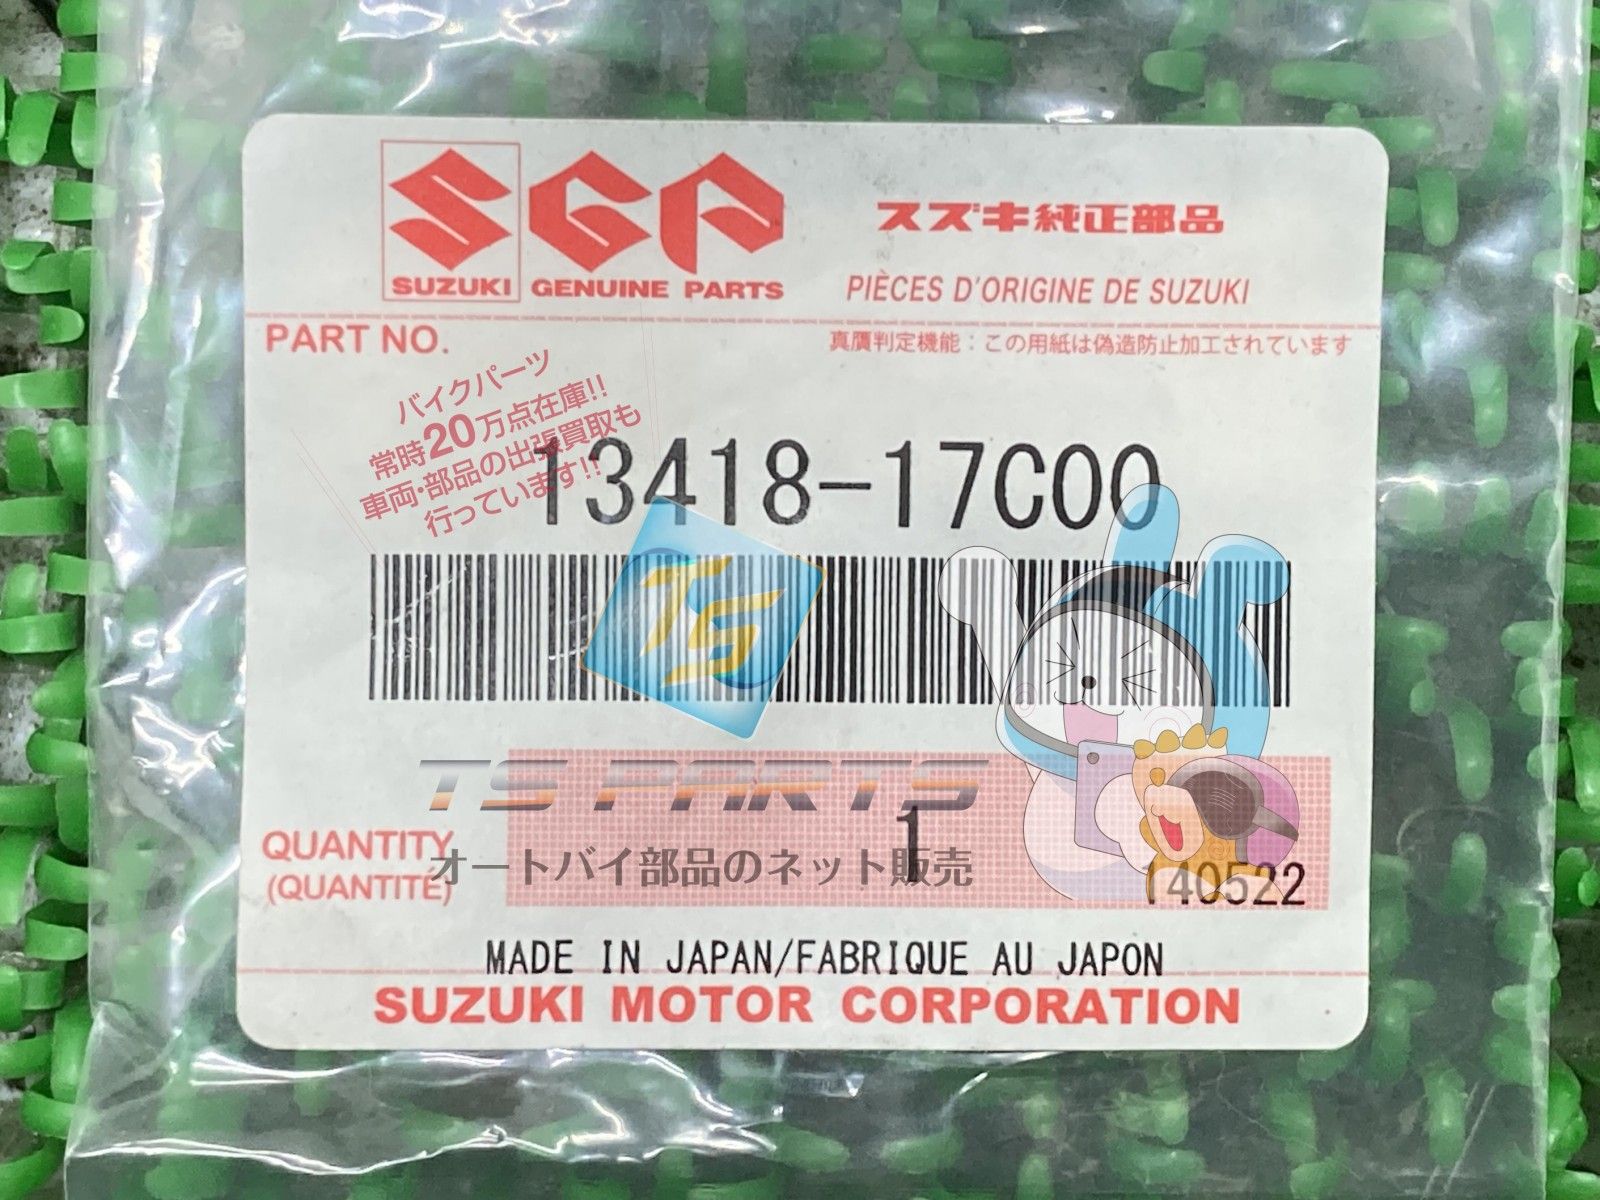 SGP
SUZUKI GENUINE PARTS
スズキ純正部品
PIÈCES D'ORIGINE DE SUZUKI
PART NO.
真贋判定機能：この用紙は偽造防止加工されています
バイクパーツ
常時20万点在庫!!
車両・部品の出張買取も
行っています!!
13418-17C00
TS
TS PARTS
QUANTITY
(QUANTITÉ)
1
オートバイ部品のネット販売
140522
MADE IN JAPAN/FABRIQUE AU JAPON
SUZUKI MOTOR CORPORATION